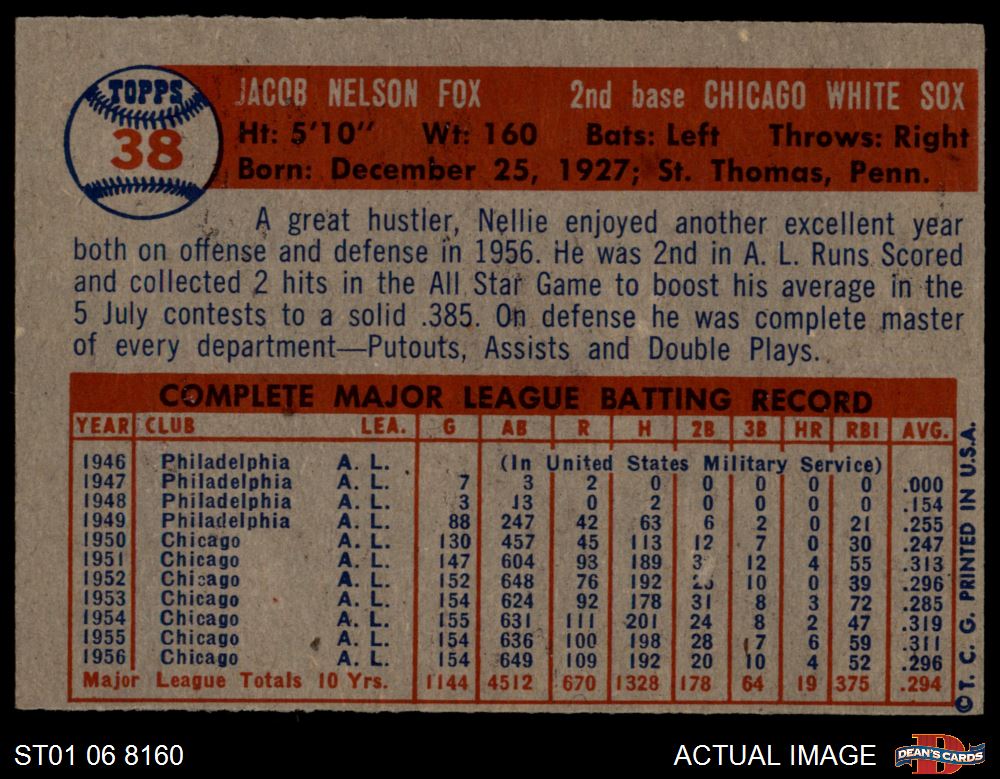 TOPPS
38
JACOB NELSON FOX 2nd base CHICAGO WHITE SOX
Ht: 5'10" Wt: 160 Bats: Left Throws: Right
Born: December 25, 1927; St. Thomas, Penn.
A great hustler, Nellie enjoyed another excellent year
both on offense and defense in 1956. He was 2nd in A. L. Runs Scored
and collected 2 hits in the All Star Game to boost his average in the
5 July contests to a solid .385. On defense he was complete master
of every department—Putouts, Assists and Double Plays.
COMPLETE MAJOR LEAGUE BATTING RECORD
YEAR CLUB LEA. G AB R H 2B 3B HR RBI AVG.
1946 Philadelphia A. L. (In United States Military Service)
1947 Philadelphia A. L. 7 3 2 0 0 0 0 0 .000
1948 Philadelphia A. L. 3 13 0 2 0 0 0 0 .154
1949 Philadelphia A. L. 88 247 42 63 6 2 0 21 .255
1950 Chicago A. L. 130 457 45 113 12 7 0 30 .247
1951 Chicago A. L. 147 604 93 189 12 4 55 .313
1952 Chicago A. L. 152 648 76 192 10 0 39 .296
1953 Chicago A. L. 154 624 92 178 31 8 3 72 .285
1954 Chicago A. L. 155 631 111 201 24 8 2 47 .319
1955 Chicago A. L. 154 636 100 198 28 7 6 59 .311
1956 Chicago A. L. 154 649 109 192 20 10 4 52 .296
Major League Totals 10 Yrs. 1144 4512 670 1328 178 64 19 375 .294
©T. C. G. PRINTED IN U.S.A.
ST01 06 8160 ACTUAL IMAGE
DEAN'S CARDS